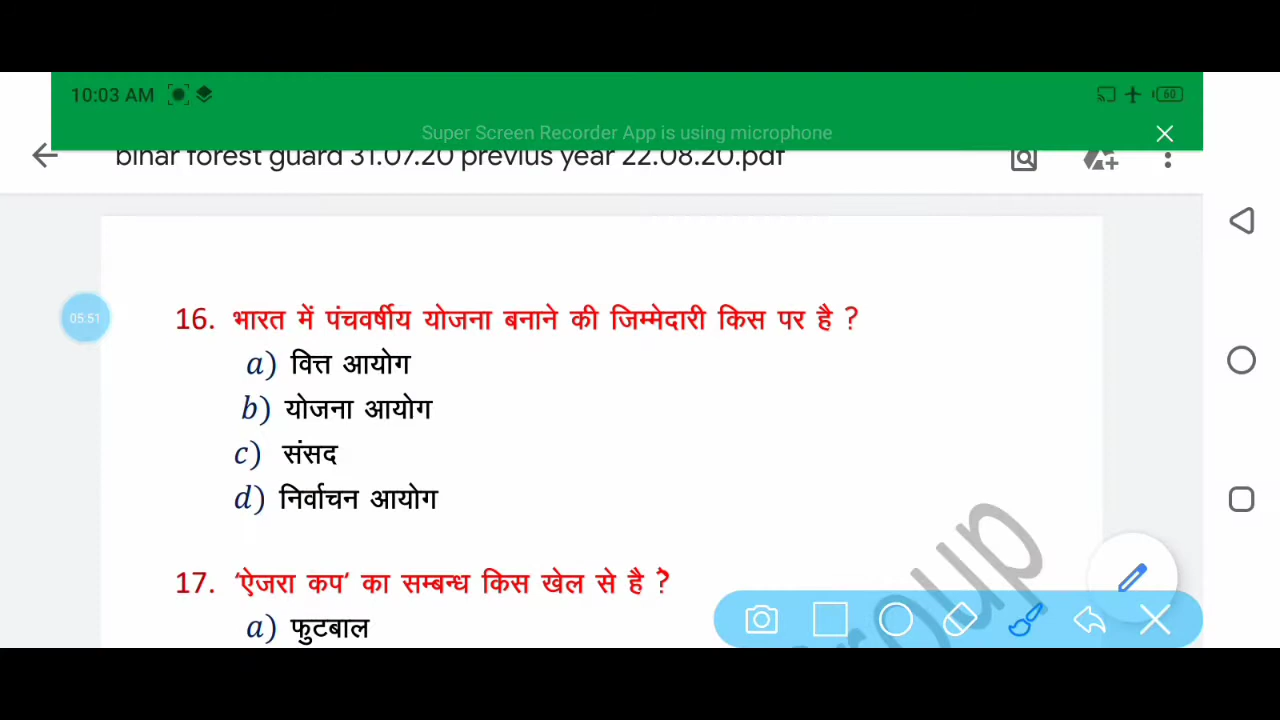 10:03 AM
60
Super Screen Recorder App is using microphone
bihar forest guard 31.07.20 previus year 22.08.20.pdf
05:51
16. भारत में पंचवर्षीय योजना बनाने की जिम्मेदारी किस पर है ?
a) वित्त आयोग
b) योजना आयोग
c) संसद
d) निर्वाचन आयोग
17. ‘ऐजरा कप’ का सम्बन्ध किस खेल से है ?
a) फुटबाल